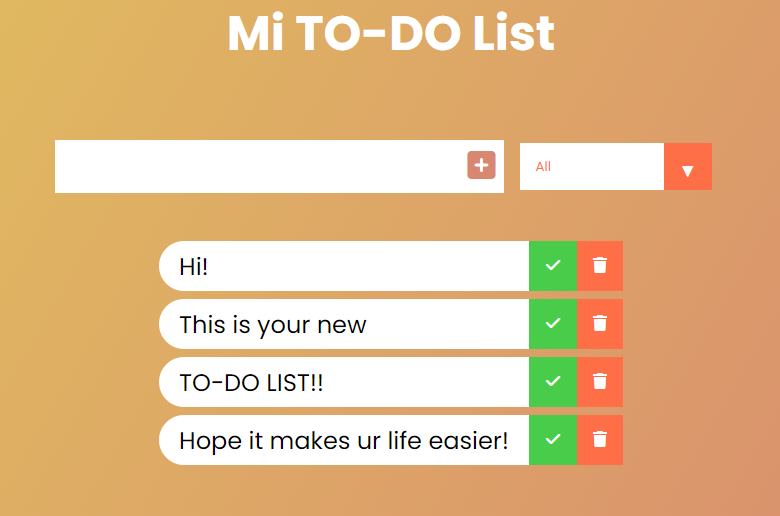 Mi TO-DO List
All
Hi!
This is your new
TO-DO LIST!!
Hope it makes ur life easier!